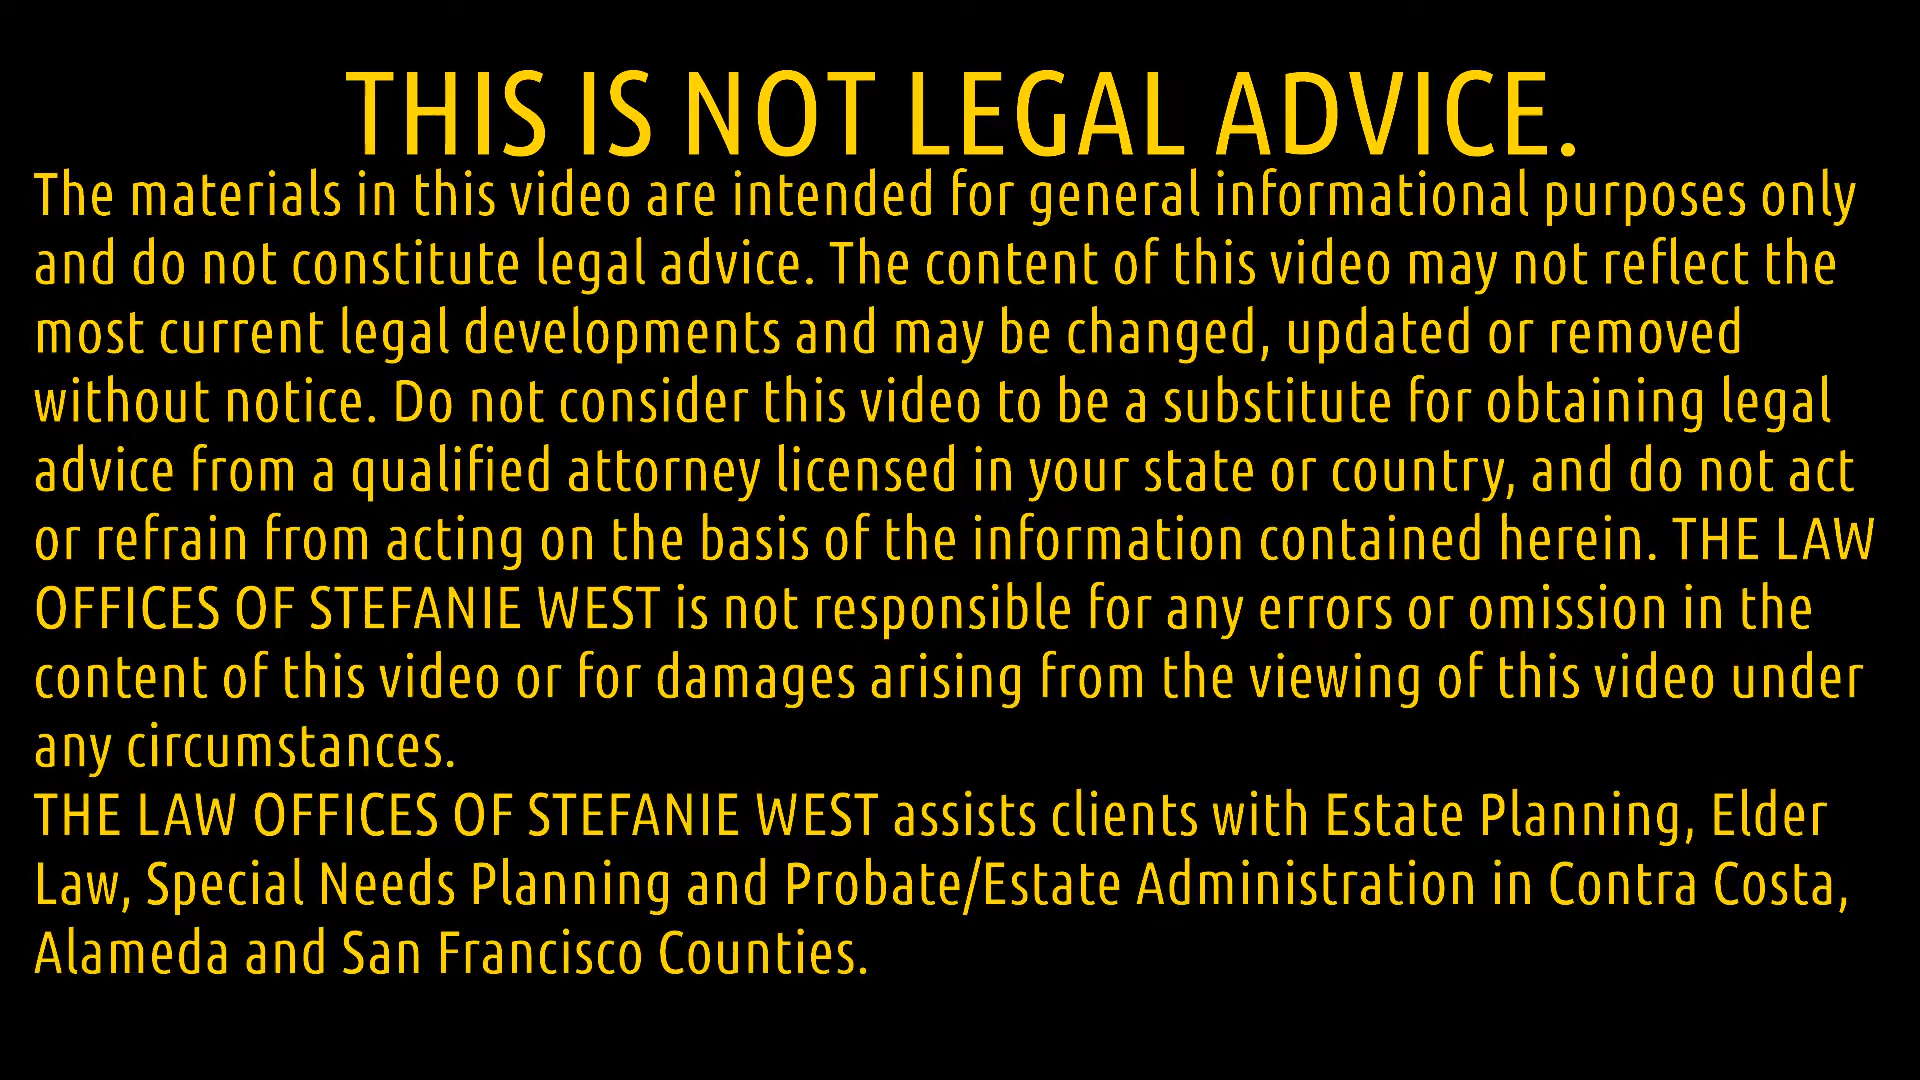 THIS IS NOT LEGAL ADVICE.
The materials in this video are intended for general informational purposes only
and do not constitute legal advice. The content of this video may not reflect the
most current legal developments and may be changed, updated or removed
without notice. Do not consider this video to be a substitute for obtaining legal
advice from a qualified attorney licensed in your state or country, and do not act
or refrain from acting on the basis of the information contained herein. THE LAW
OFFICES OF STEFANIE WEST is not responsible for any errors or omission in the
content of this video or for damages arising from the viewing of this video under
any circumstances.
THE LAW OFFICES OF STEFANIE WEST assists clients with Estate Planning, Elder
Law, Special Needs Planning and Probate/Estate Administration in Contra Costa,
Alameda and San Francisco Counties.